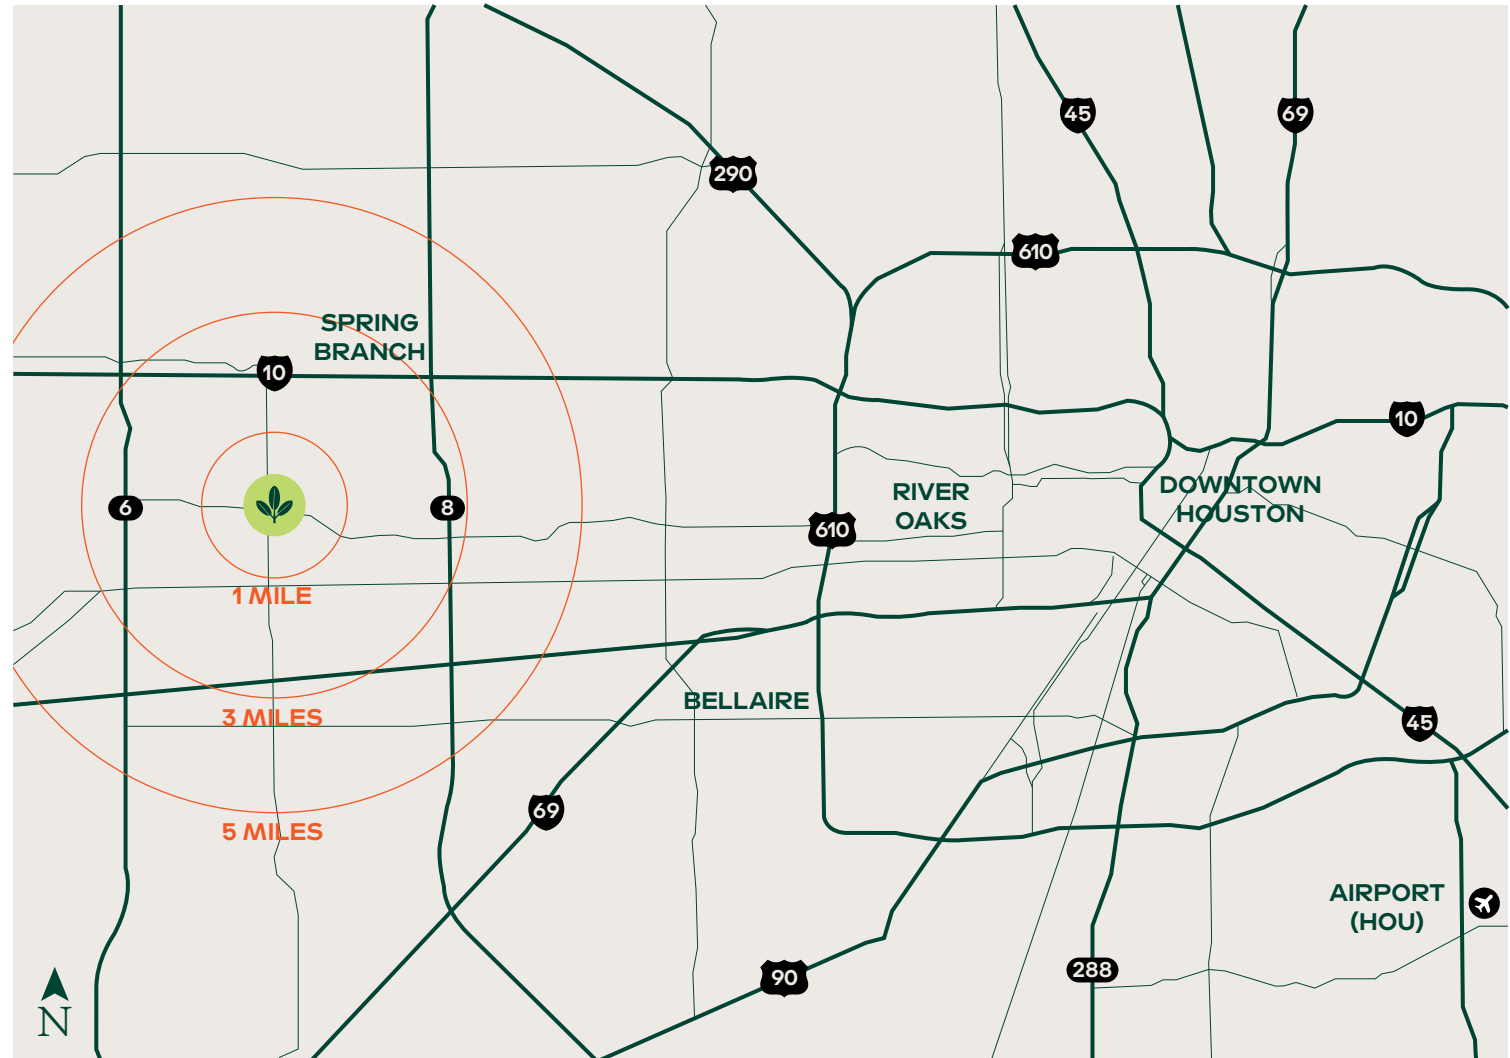 45
69
290
610
SPRING
BRANCH
10
10
6
8
RIVER
OAKS
DOWNTOWN
HOUSTON
610
1 MILE
BELLAIRE
3 MILES
45
69
5 MILES
AIRPORT
(HOU)
90
288
N